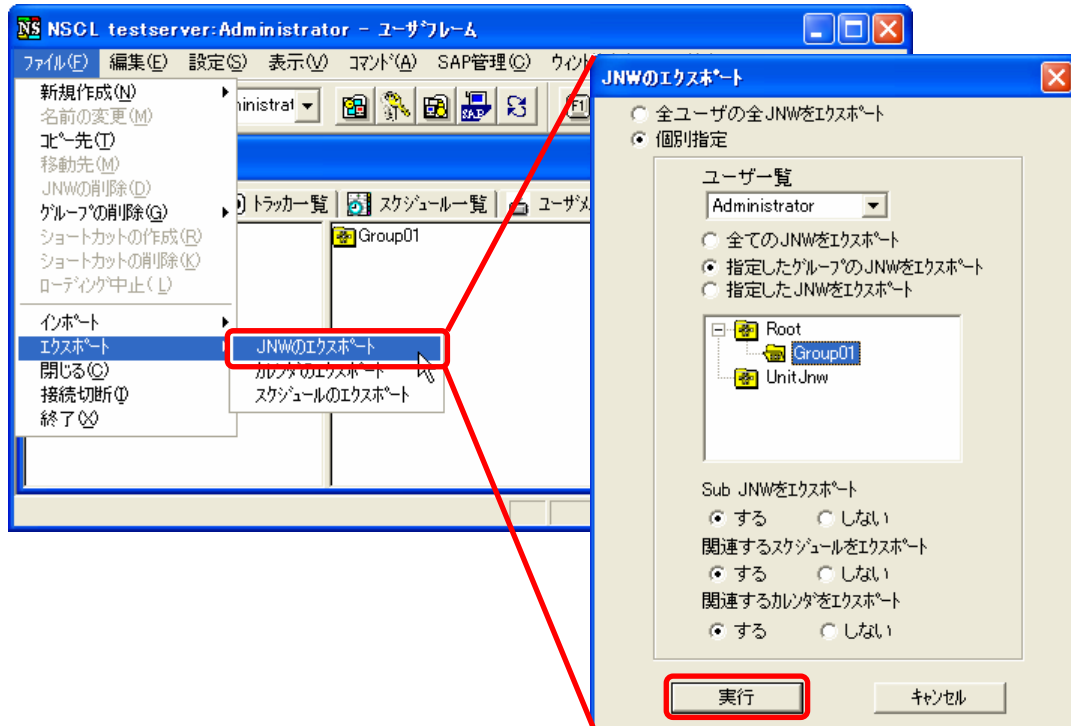 NS NSCL testserver:Administrator - ﾕｰｻﾞﾌﾚｰﾑ
ﾌｧｲﾙ(F) 編集(E) 設定(S) 表示(V) ｺﾏﾝﾄﾞ(A) SAP管理(C)
新規作成(N)
名前の変更(M)
ｺﾋﾟｰ先(T)
移動先(M)
JNWの削除(D)
ｸﾞﾙｰﾌﾟの削除(G)
ｼｮｰﾄｶｯﾄの作成(R)
ｼｮｰﾄｶｯﾄの削除(K)
ﾛｰﾃﾞｨﾝｸﾞ中止(L)
ｲﾝﾎﾟｰﾄ
ｴｸｽﾎﾟｰﾄ
閉じる(C)
接続切断(I)
終了(X)
JNWのｴｸｽﾎﾟｰﾄ
ｶﾚﾝﾀﾞのｴｸｽﾎﾟｰﾄ
ｽｹｼﾞｭｰﾙのｴｸｽﾎﾟｰﾄ
SAP
F1
ﾄﾗｯｶ一覧 ｽｹｼﾞｭｰﾙ一覧
Group01
JNWのｴｸｽﾎﾟｰﾄ
全ユーザの全JNWをｴｸｽﾎﾟｰﾄ
個別指定
ユーザ一覧
Administrator
全てのJNWをｴｸｽﾎﾟｰﾄ
指定したｸﾞﾙｰﾌﾟのJNWをｴｸｽﾎﾟｰﾄ
指定したJNWをｴｸｽﾎﾟｰﾄ
Root
Group01
UnitJnw
Sub JNWをｴｸｽﾎﾟｰﾄ
する しない
関連するｽｹｼﾞｭｰﾙをｴｸｽﾎﾟｰﾄ
する しない
関連するｶﾚﾝﾀﾞをｴｸｽﾎﾟｰﾄ
する しない
実行 ｷｬﾝｾﾙ